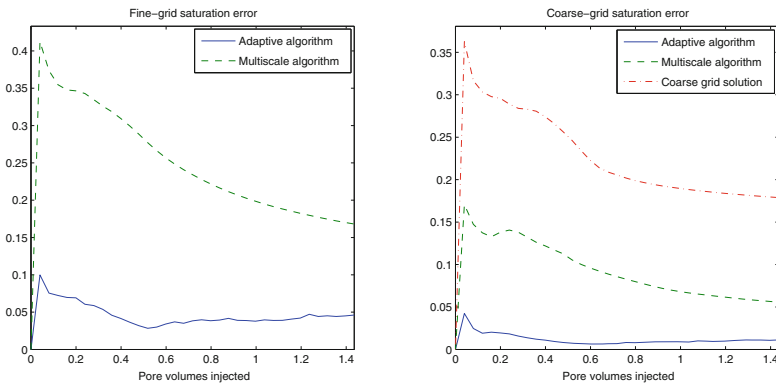 Fine-grid saturation error
Adaptive algorithm
Multiscale algorithm
0.4
0.35
0.3
0.25
0.2
0.15
0.1
0.05
0
0 0.2 0.4 0.6 0.8 1 1.2 1.4
Pore volumes injected
Coarse-grid saturation error
Adaptive algorithm
Multiscale algorithm
Coarse grid solution
0.35
0.3
0.25
0.2
0.15
0.1
0.05
0
0 0.2 0.4 0.6 0.8 1 1.2 1.4
Pore volumes injected